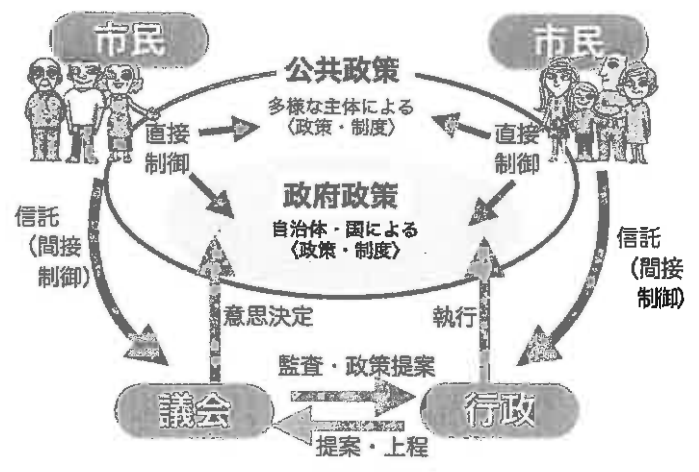 市民
市民
公共政策
多様な主体による
〈政策・制度〉
直接
制御
直接
制御
政府政策
自治体・国による
〈政策・制度〉
信託
(間接
制御)
信託
(間接
制御)
意思決定
執行
監査・政策提案
議会
行政
提案・上程